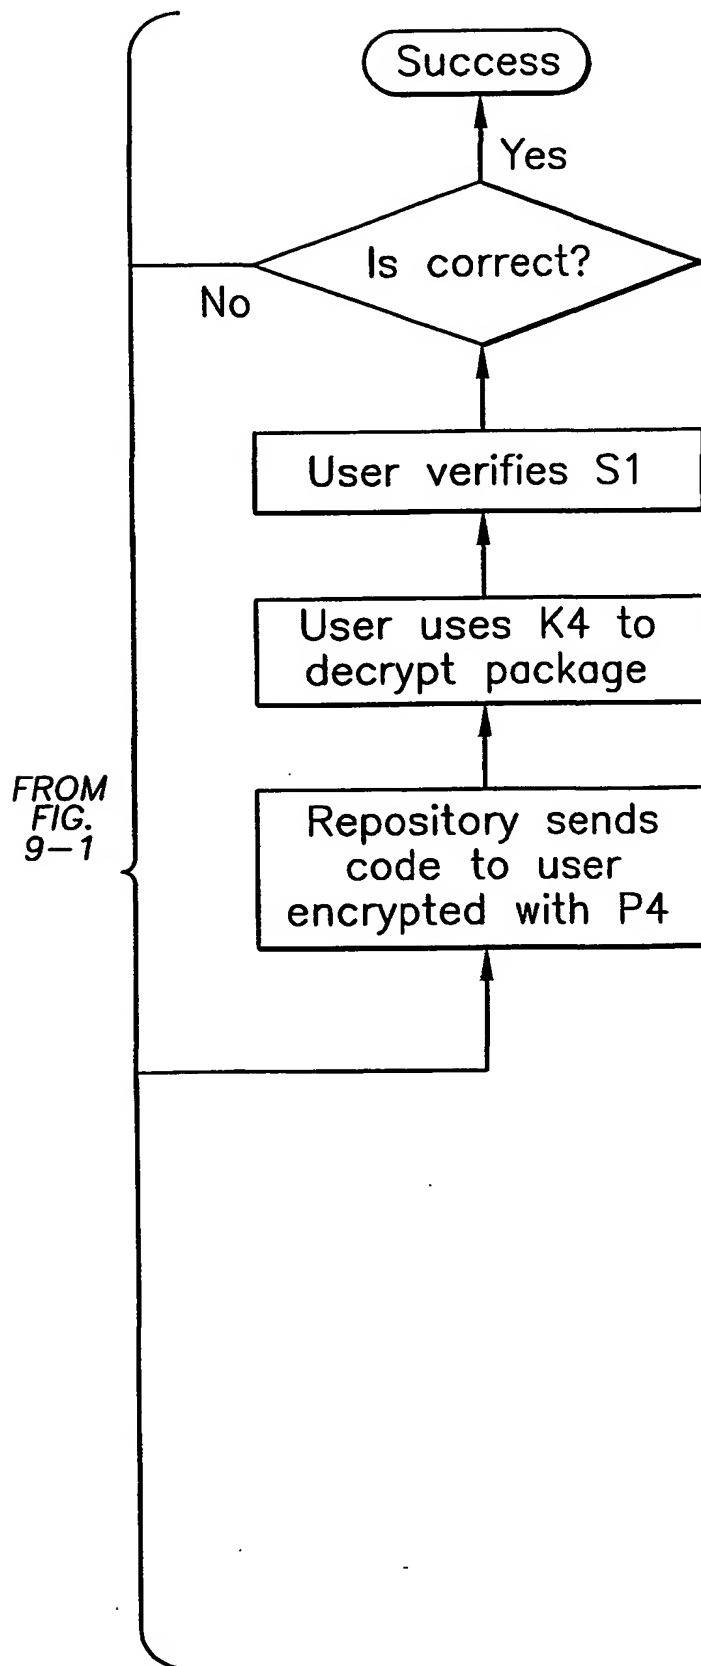 Success
Yes
Is correct?
No
User verifies S1
User uses K4 to
decrypt package
FROM
FIG.
9-1
Repository sends
code to user
encrypted with P4